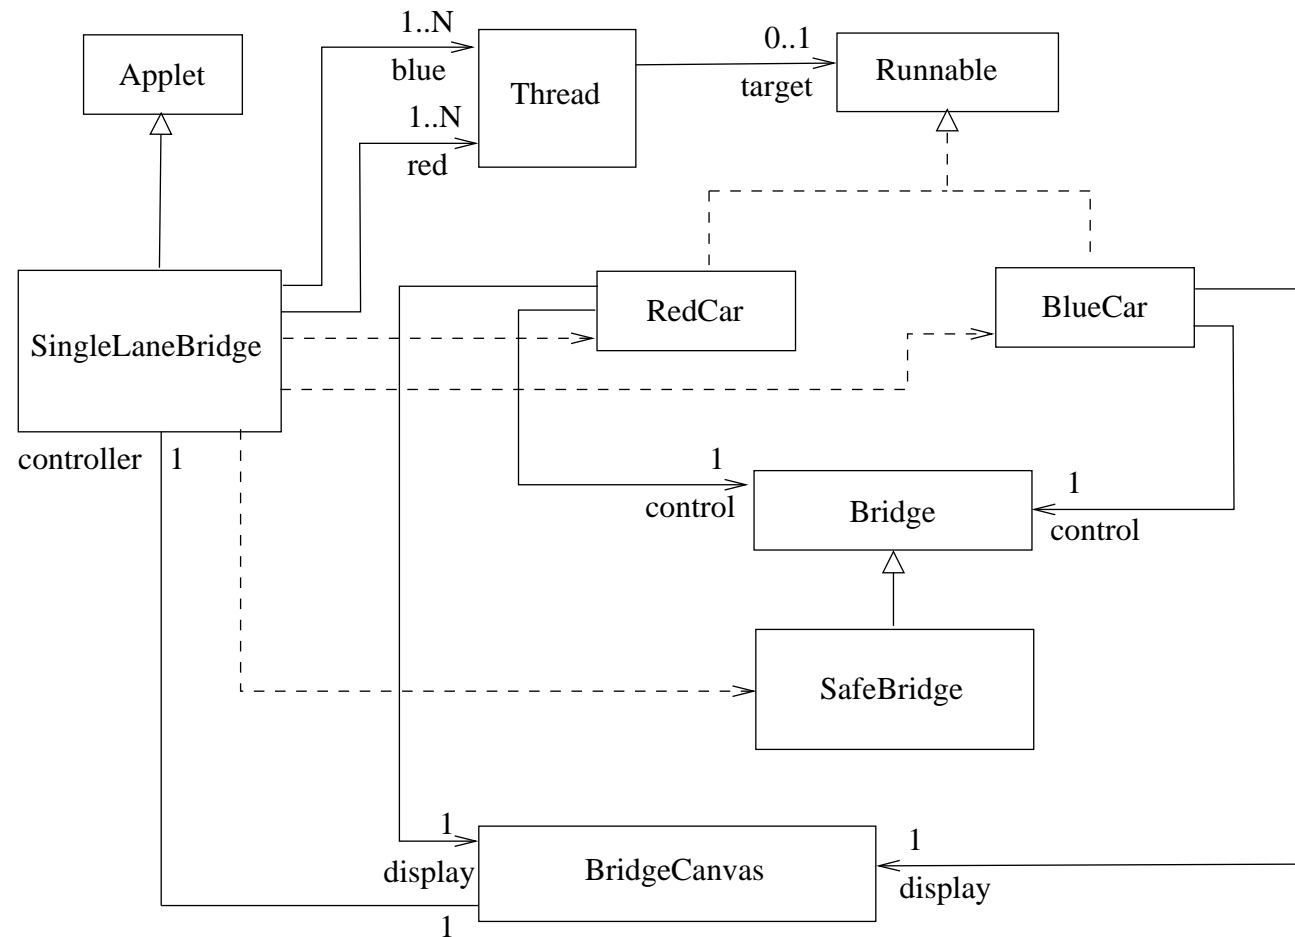 1..N
blue
0..1
target
Applet
Thread
Runnable
1..N
red
RedCar
BlueCar
SingleLaneBridge
controller
1
1
control
Bridge
1
control
SafeBridge
1
display
BridgeCanvas
1
display
1